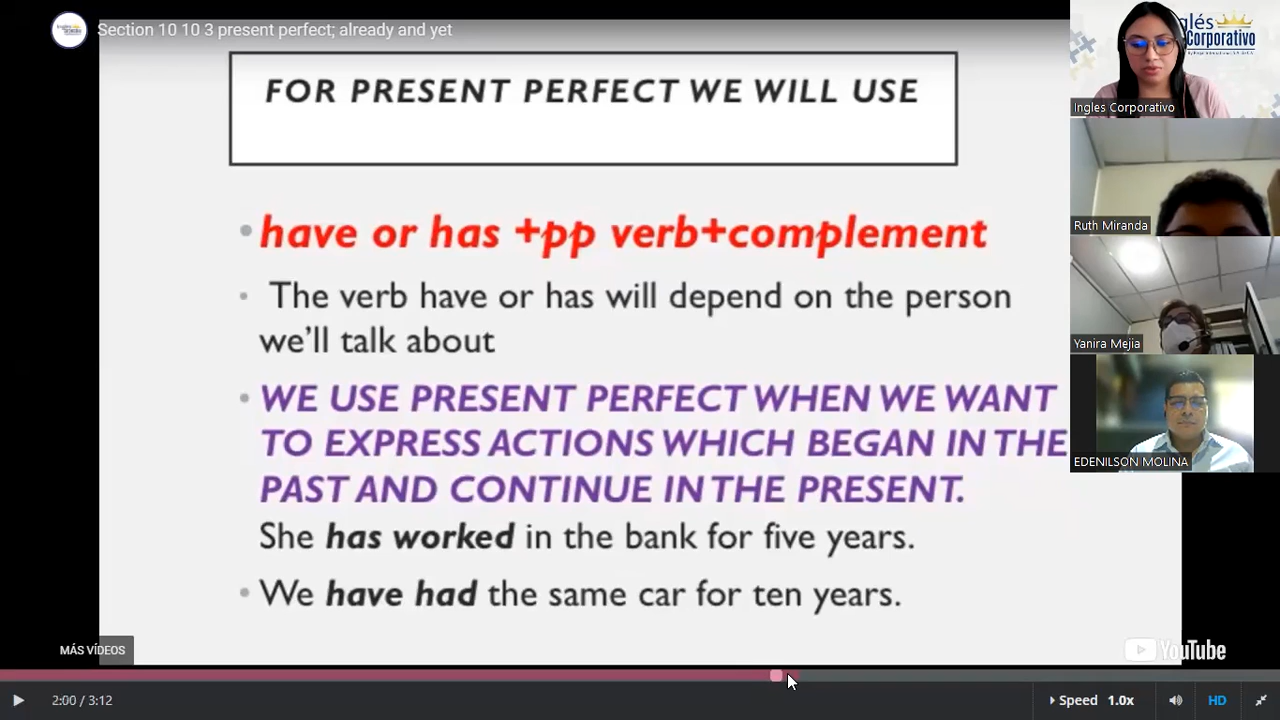 Section 10 10 3 present perfect; already and yet
FOR PRESENT PERFECT WE WILL USE
have or has +pp verb+complement
The verb have or has will depend on the person
we'll talk about
WE USE PRESENT PERFECT WHEN WE WANT
TO EXPRESS ACTIONS WHICH BEGAN IN THE
PAST AND CONTINUE IN THE PRESENT.
She has worked in the bank for five years.
We have had the same car for ten years.
MÁS VÍDEOS
YouTube
2:00 / 3:12
Speed 1.0x
HD
glés
Corporativo
Ingles Corporativo
Ruth Miranda
Yanira Mejia
EDENILSON MOLINA